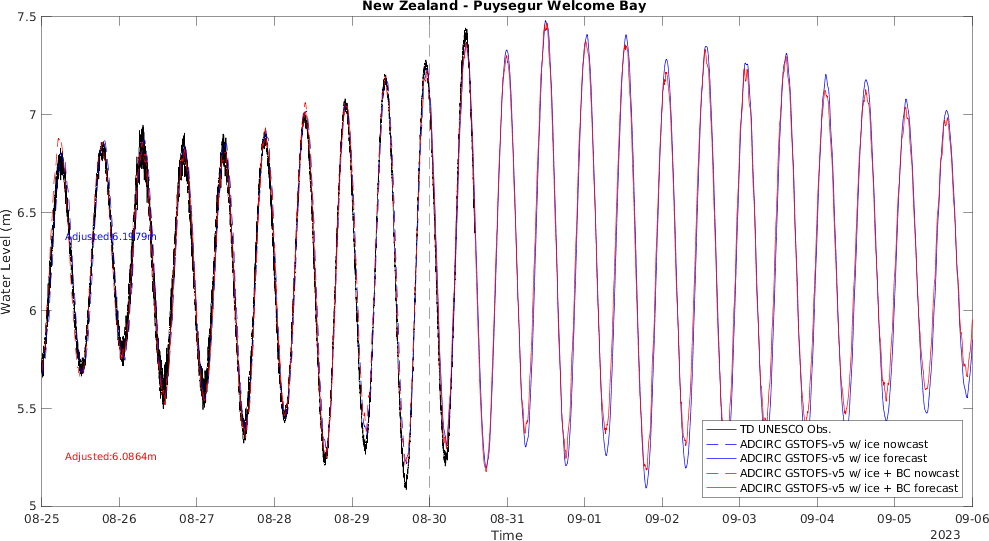 New Zealand - Puysegur Welcome Bay
7.5
7
6.5
6
5.5
5
Water Level (m)
Adjusted:6.1979m
Adjusted:6.0864m
TD UNESCO Obs.
ADCIRC GSTOFS-v5 w/ ice nowcast
ADCIRC GSTOFS-v5 w/ ice forecast
ADCIRC GSTOFS-v5 w/ ice + BC nowcast
ADCIRC GSTOFS-v5 w/ ice + BC forecast
08-25 08-26 08-27 08-28 08-29 08-30 08-31 09-01 09-02 09-03 09-04 09-05 09-06
Time
2023